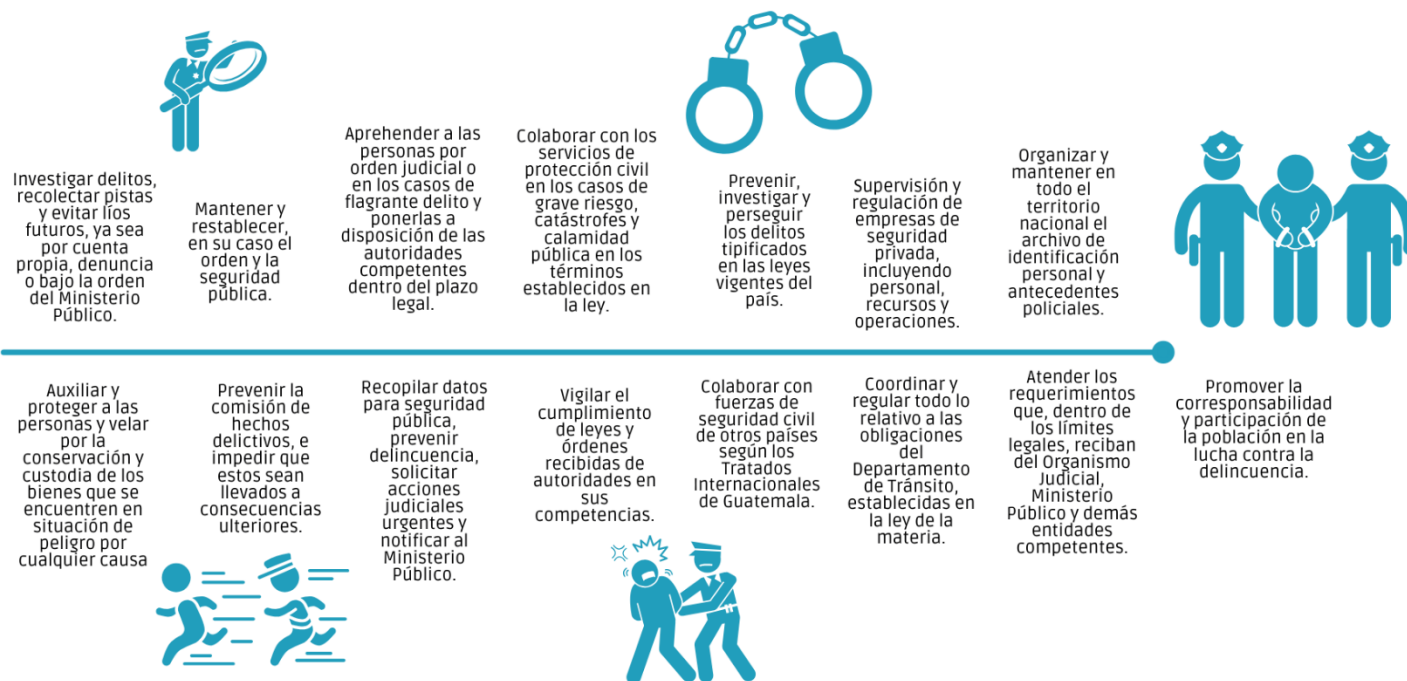 Investigar delitos,
recolectar pistas
y evitar líos
futuros, ya sea
por cuenta
propia, denuncia
o bajo la orden
del Ministerio
Público.
Mantener y
restablecer,
en su caso el
orden y la
seguridad
pública.
Aprehender a las
personas por
orden judicial o
en los casos de
flagrante delito y
ponerlas a
disposición de las
autoridades
competentes
dentro del plazo
legal.
Colaborar con los
servicios de
protección civil
en los casos de
grave riesgo,
catástrofes y
calamidad
pública en los
términos
establecidos en
la ley.
Prevenir,
investigar y
perseguir
los delitos
tipificados
en las leyes
vigentes del
país.
Supervisión y
regulación de
empresas de
seguridad
privada,
incluyendo
personal,
recursos y
operaciones.
Organizar y
mantener en
todo el
territorio
nacional el
archivo de
identificación
personal y
antecedentes
policiales.
Auxiliar y
proteger a las
personas y velar
por la
conservación y
custodia de los
bienes que se
encuentren en
situación de
peligro por
cualquier causa
Prevenir la
comisión de
hechos
delictivos, e
impedir que
estos sean
llevados a
consecuencias
ulteriores.
Recopilar datos
para seguridad
pública,
prevenir
delincuencia,
solicitar
acciones
judiciales
urgentes y
notificar al
Ministerio
Público.
Vigilar el
cumplimiento
de leyes y
órdenes
recibidas de
autoridades en
sus
competencias.
Colaborar con
fuerzas de
seguridad civil
de otros países
según los
Tratados
Internacionales
de Guatemala.
Coordinar y
regular todo lo
relativo a las
obligaciones
del
Departamento
de Tránsito,
establecidas en
la ley de la
materia.
Atender los
requerimientos
que, dentro de
los límites
legales, reciban
del Organismo
Judicial,
Ministerio
Público y demás
entidades
competentes.
Promover la
corresponsabilidad
y participación de
la población en la
lucha contra la
delincuencia.